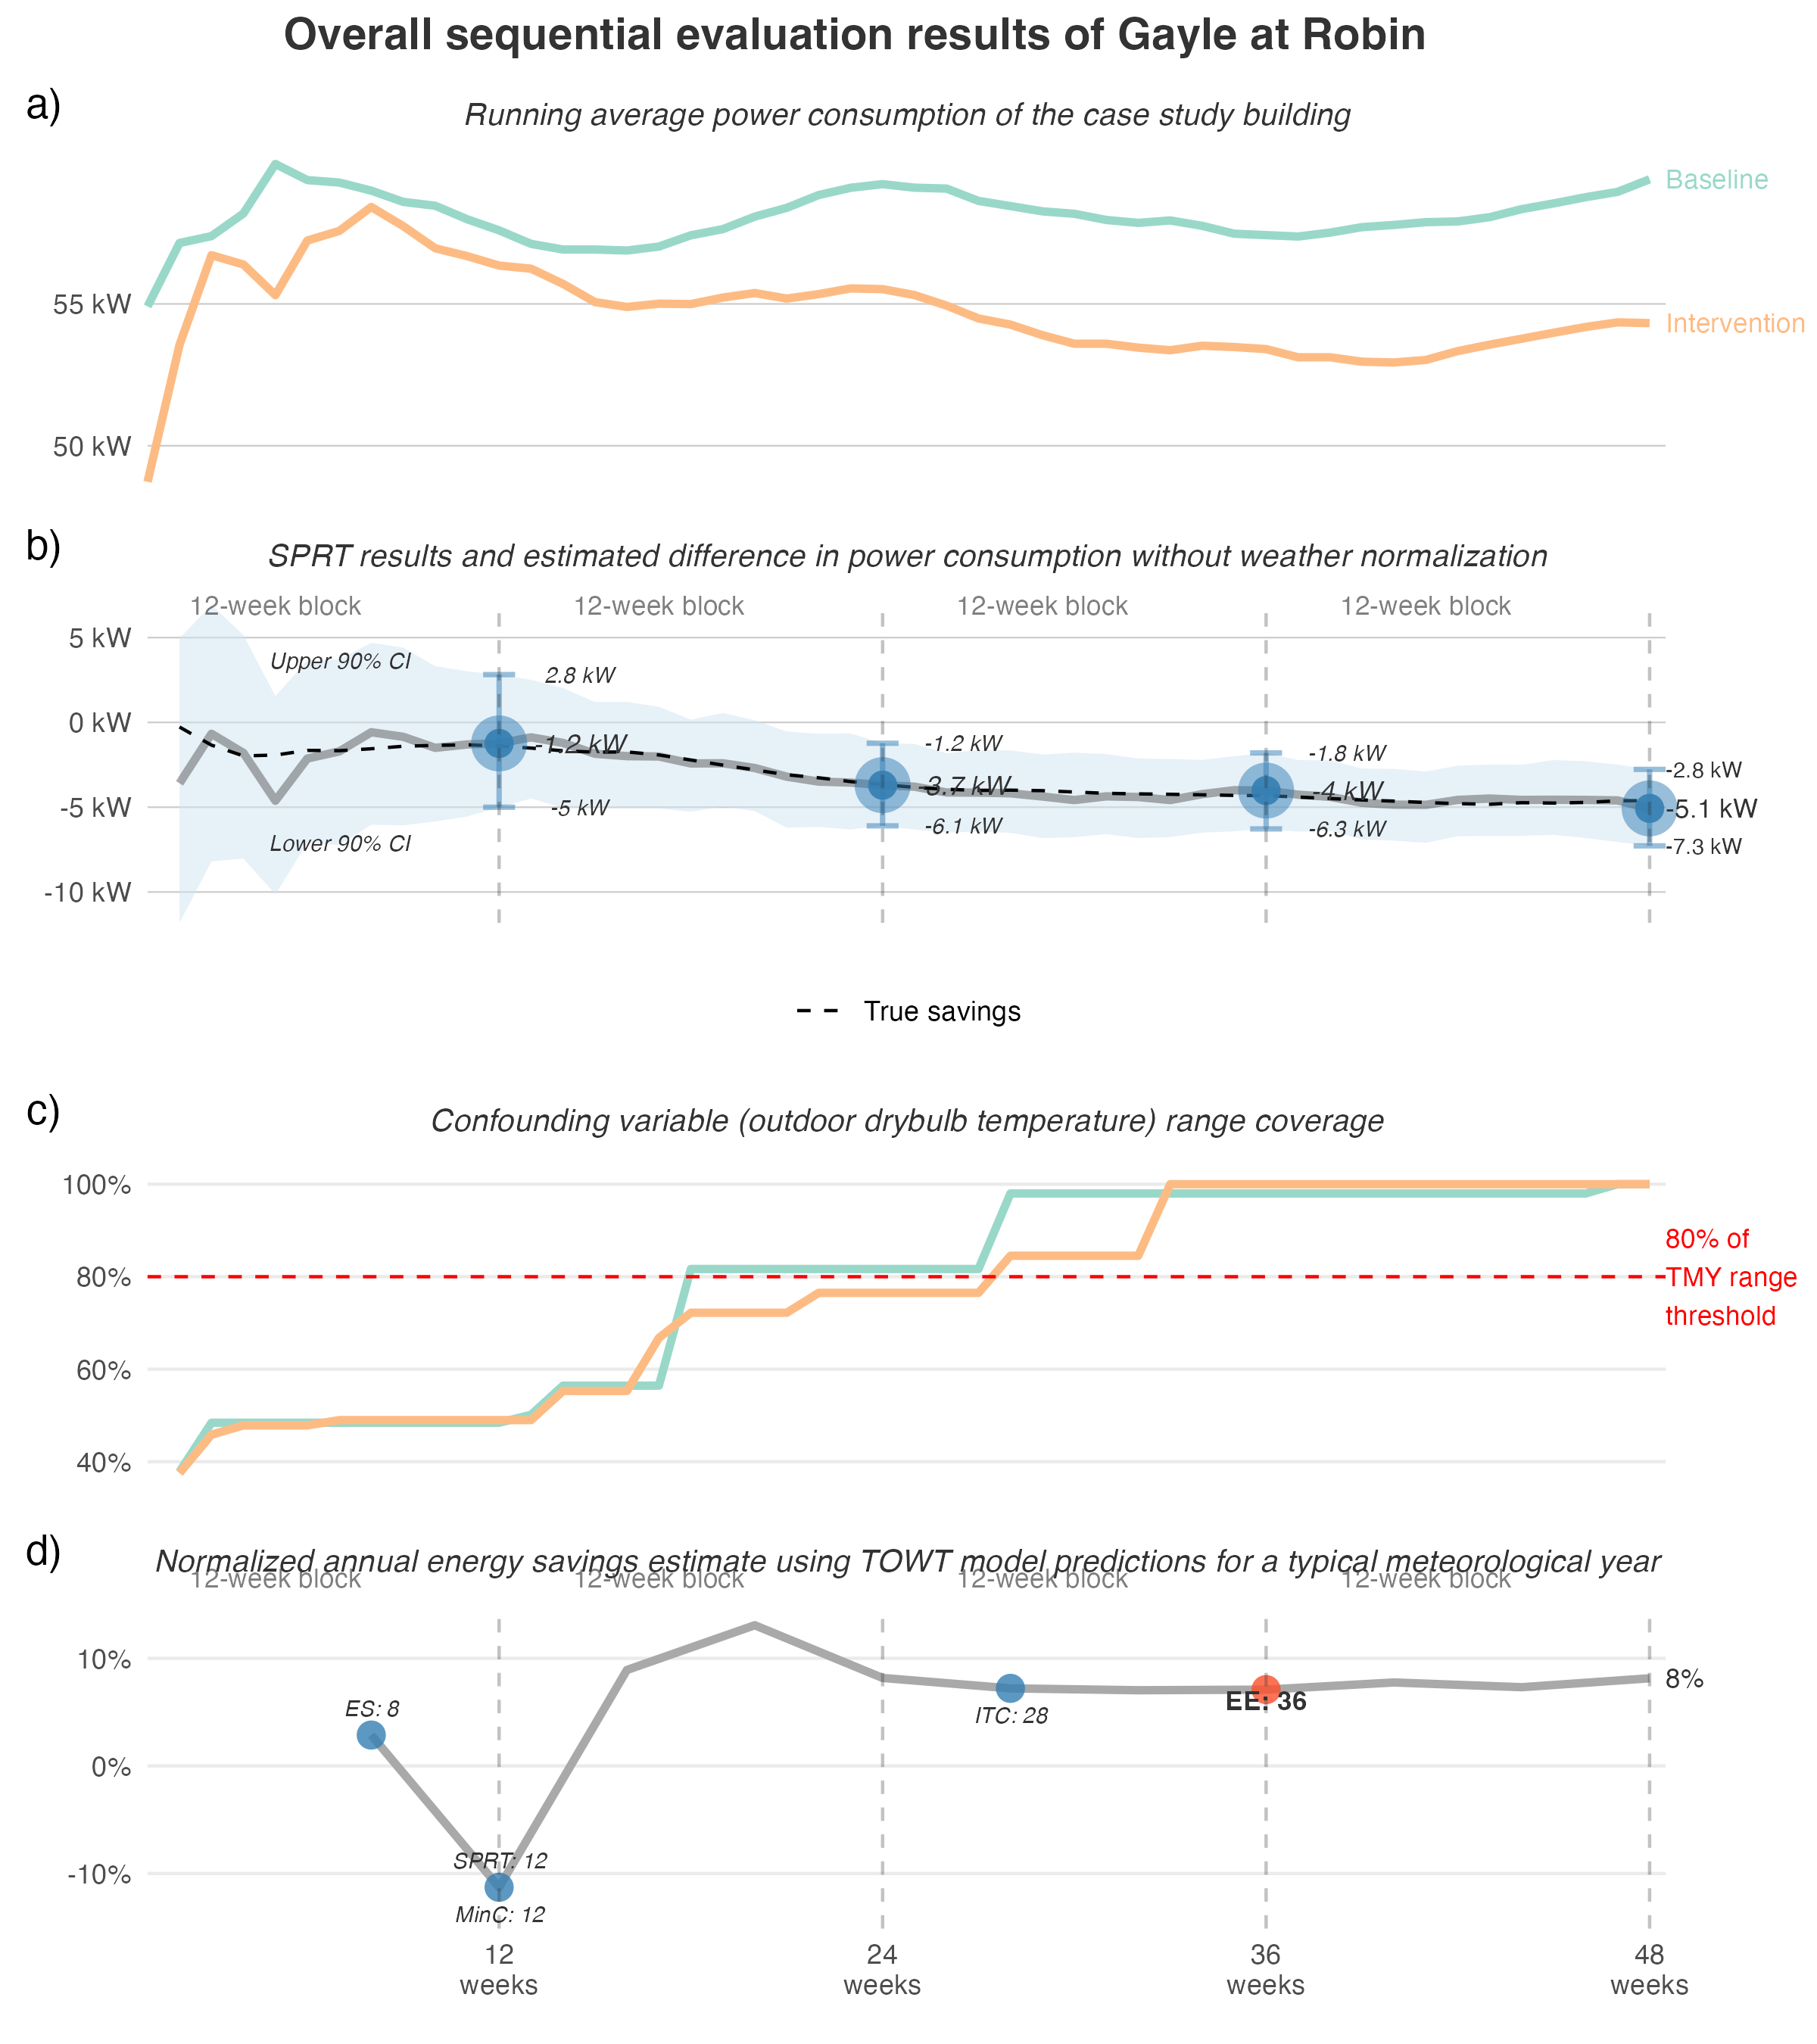 Overall sequential evaluation results of Gayle at Robin
a)
Running average power consumption of the case study building
Baseline
55 kW
Intervention
50 kW
b)
SPRT results and estimated difference in power consumption without weather normalization
12-week block 12-week block 12-week block 12-week block
5 kW
Upper 90% CI
2.8 kW
0 kW
-1.2 kW
-1.2 kW
-1.8 kW
-2.8 kW
-3.7 kW
-4 kW
-5 kW
-5 kW
-5.1 kW
-6.1 kW
-6.3 kW
Lower 90% CI
-7.3 kW
-10 kW
True savings
c)
Confounding variable (outdoor drybulb temperature) range coverage
100%
80% of
80%
TMY range
threshold
60%
40%
d)
Normalized annual energy savings estimate using TOWT model predictions for a typical meteorological year
12-week block 12-week block 12-week block 12-week block
10%
8%
ES: 8
EE: 36
ITC: 28
0%
SPRT: 12
-10%
MinC: 12
12
weeks
24
weeks
36
weeks
48
weeks